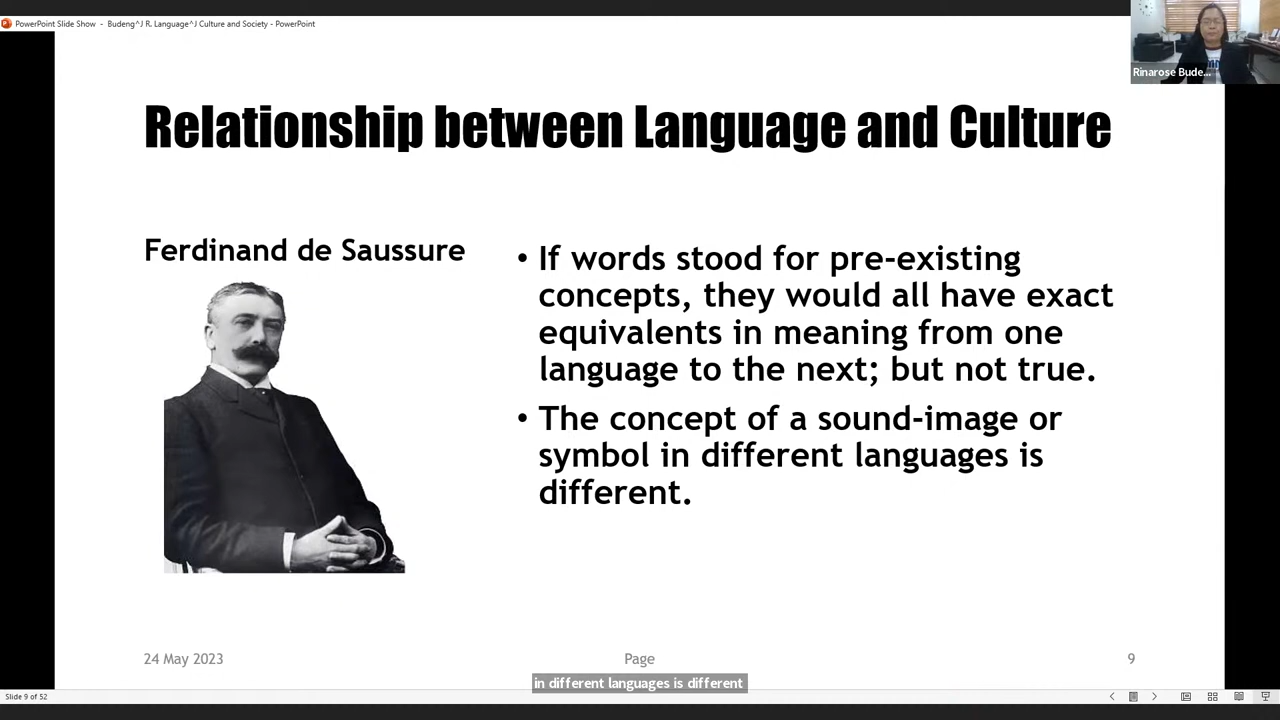 PowerPoint Slide Show - Budeng^J R. Language^J Culture and Society - PowerPoint
Rinarose Bude...
Relationship between Language and Culture
Ferdinand de Saussure
• If words stood for pre-existing
concepts, they would all have exact
equivalents in meaning from one
language to the next; but not true.
• The concept of a sound-image or
symbol in different languages is
different.
24 May 2023
Page
9
in different languages is different
Slide 9 of 52